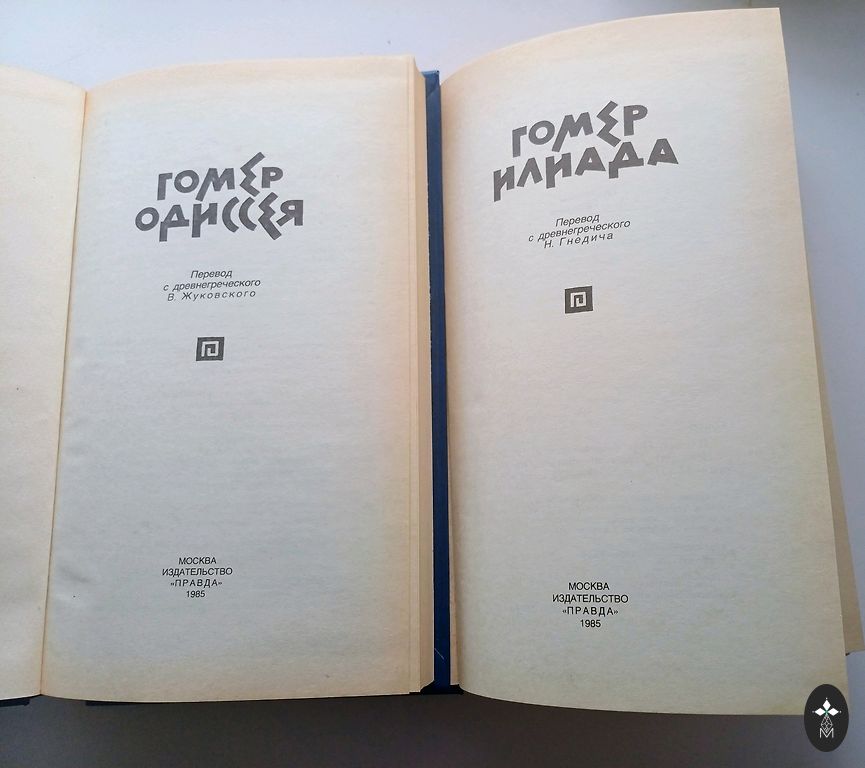 ГОМЕР
ОДИССЕЯ
Перевод
с древнегреческого
В. Жуковского
МОСКВА
ИЗДАТЕЛЬСТВО
«ПРАВДА»
1985
ГОМЕР
ИЛИАДА
Перевод
с древнегреческого
Н. Гнедича
МОСКВА
ИЗДАТЕЛЬСТВО
«ПРАВДА»
1985
М